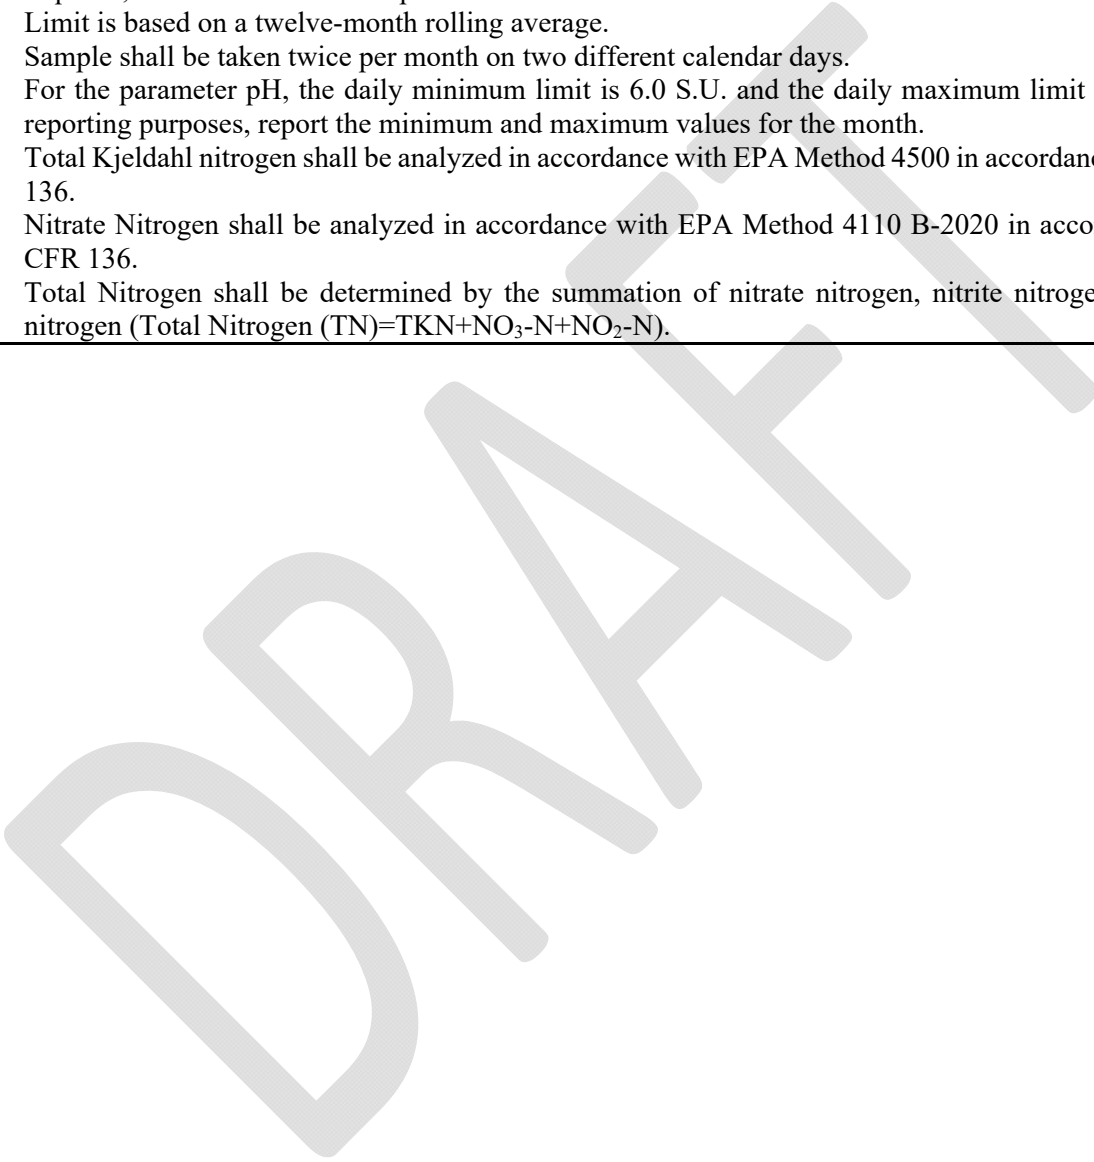 Limit is based on a twelve-month rolling average.
Sample shall be taken twice per month on two different calendar days.
For the parameter pH, the daily minimum limit is 6.0 S.U. and the daily maximum limit
reporting purposes, report the minimum and maximum values for the month.
Total Kjeldahl nitrogen shall be analyzed in accordance with EPA Method 4500 in accordanc
136.
Nitrate Nitrogen shall be analyzed in accordance with EPA Method 4110 B-2020 in acco
CFR 136.
Total Nitrogen shall be determined by the summation of nitrate nitrogen, nitrite nitroge
nitrogen (Total Nitrogen (TN)=TKN+NO₃-N+NO₂-N).
DRAFT